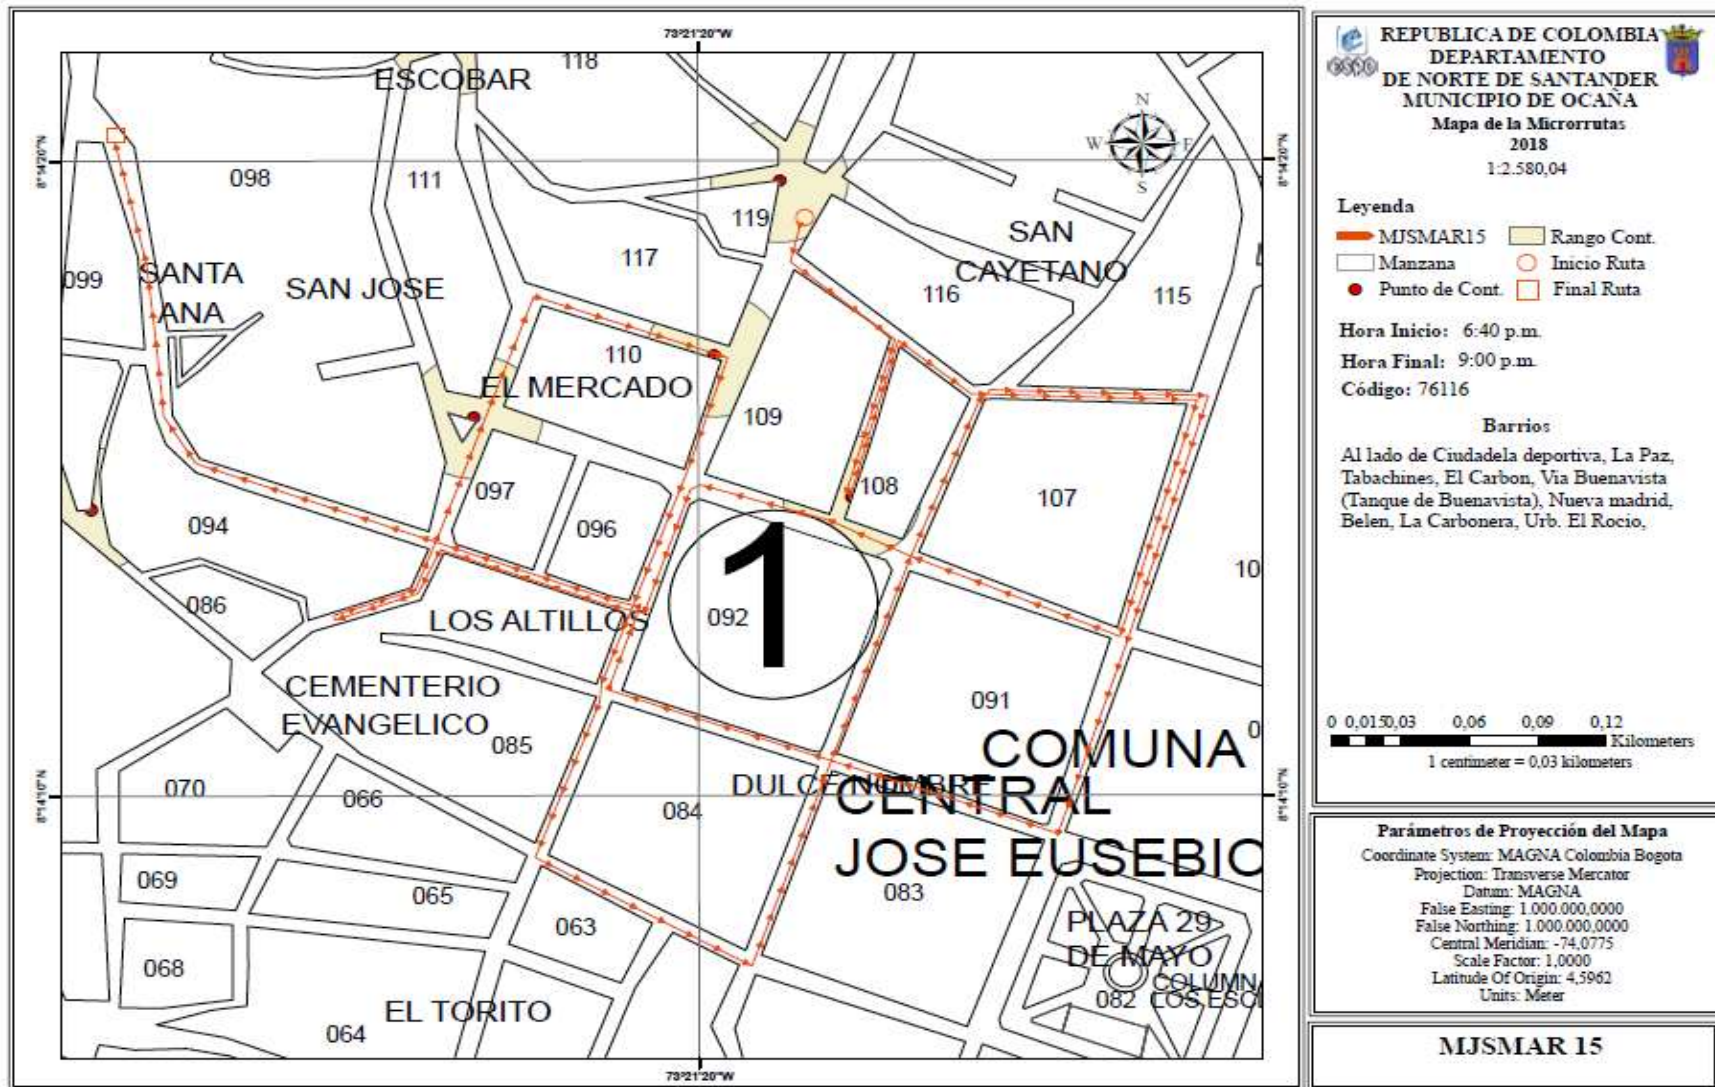 73°21'20"W
118
ESCOBAR
N
W E
S
8°14'20"N
8°14'20"N
098
111
119
SAN
CAYETANO
117
099
SANTA
ANA
SAN JOSE
116
115
110
EL MERCADO
109
097
108
107
096
094
10
1
086
092
LOS ALTILLOS
CEMENTERIO
EVANGELICO
091
085
0
COMUNA
DULCE NOMBRE
CENTRAL
070
066
084
8°14'10"N
8°14'10"N
JOSE EUSEBIO
069
065
083
063
PLAZA 29
DE MAYO
068
COLUMN
082 LOS ESCL
EL TORITO
064
73°21'20"W
REPUBLICA DE COLOMBIA
DEPARTAMENTO
DE NORTE DE SANTANDER
MUNICIPIO DE OCAÑA
Mapa de la Microrrutas
2018
1:2.580,04
Leyenda
MJSMAR15 Rango Cont.
Manzana Inicio Ruta
Punto de Cont. Final Ruta
Hora Inicio: 6:40 p.m.
Hora Final: 9:00 p.m.
Código: 76116
Barrios
Al lado de Ciudadela deportiva, La Paz,
Tabachines, El Carbon, Via Buenavista
(Tanque de Buenavista), Nueva madrid,
Belen, La Carbonera, Urb. El Rocio,
0 0,015 0,03 0,06 0,09 0,12
Kilometers
1 centimeter = 0,03 kilometers
Parámetros de Proyección del Mapa
Coordinate System: MAGNA Colombia Bogota
Projection: Transverse Mercator
Datum: MAGNA
False Easting: 1.000.000,0000
False Northing: 1.000.000,0000
Central Meridian: -74,0775
Scale Factor: 1,0000
Latitude Of Origin: 4,5962
Units: Meter
MJSMAR 15